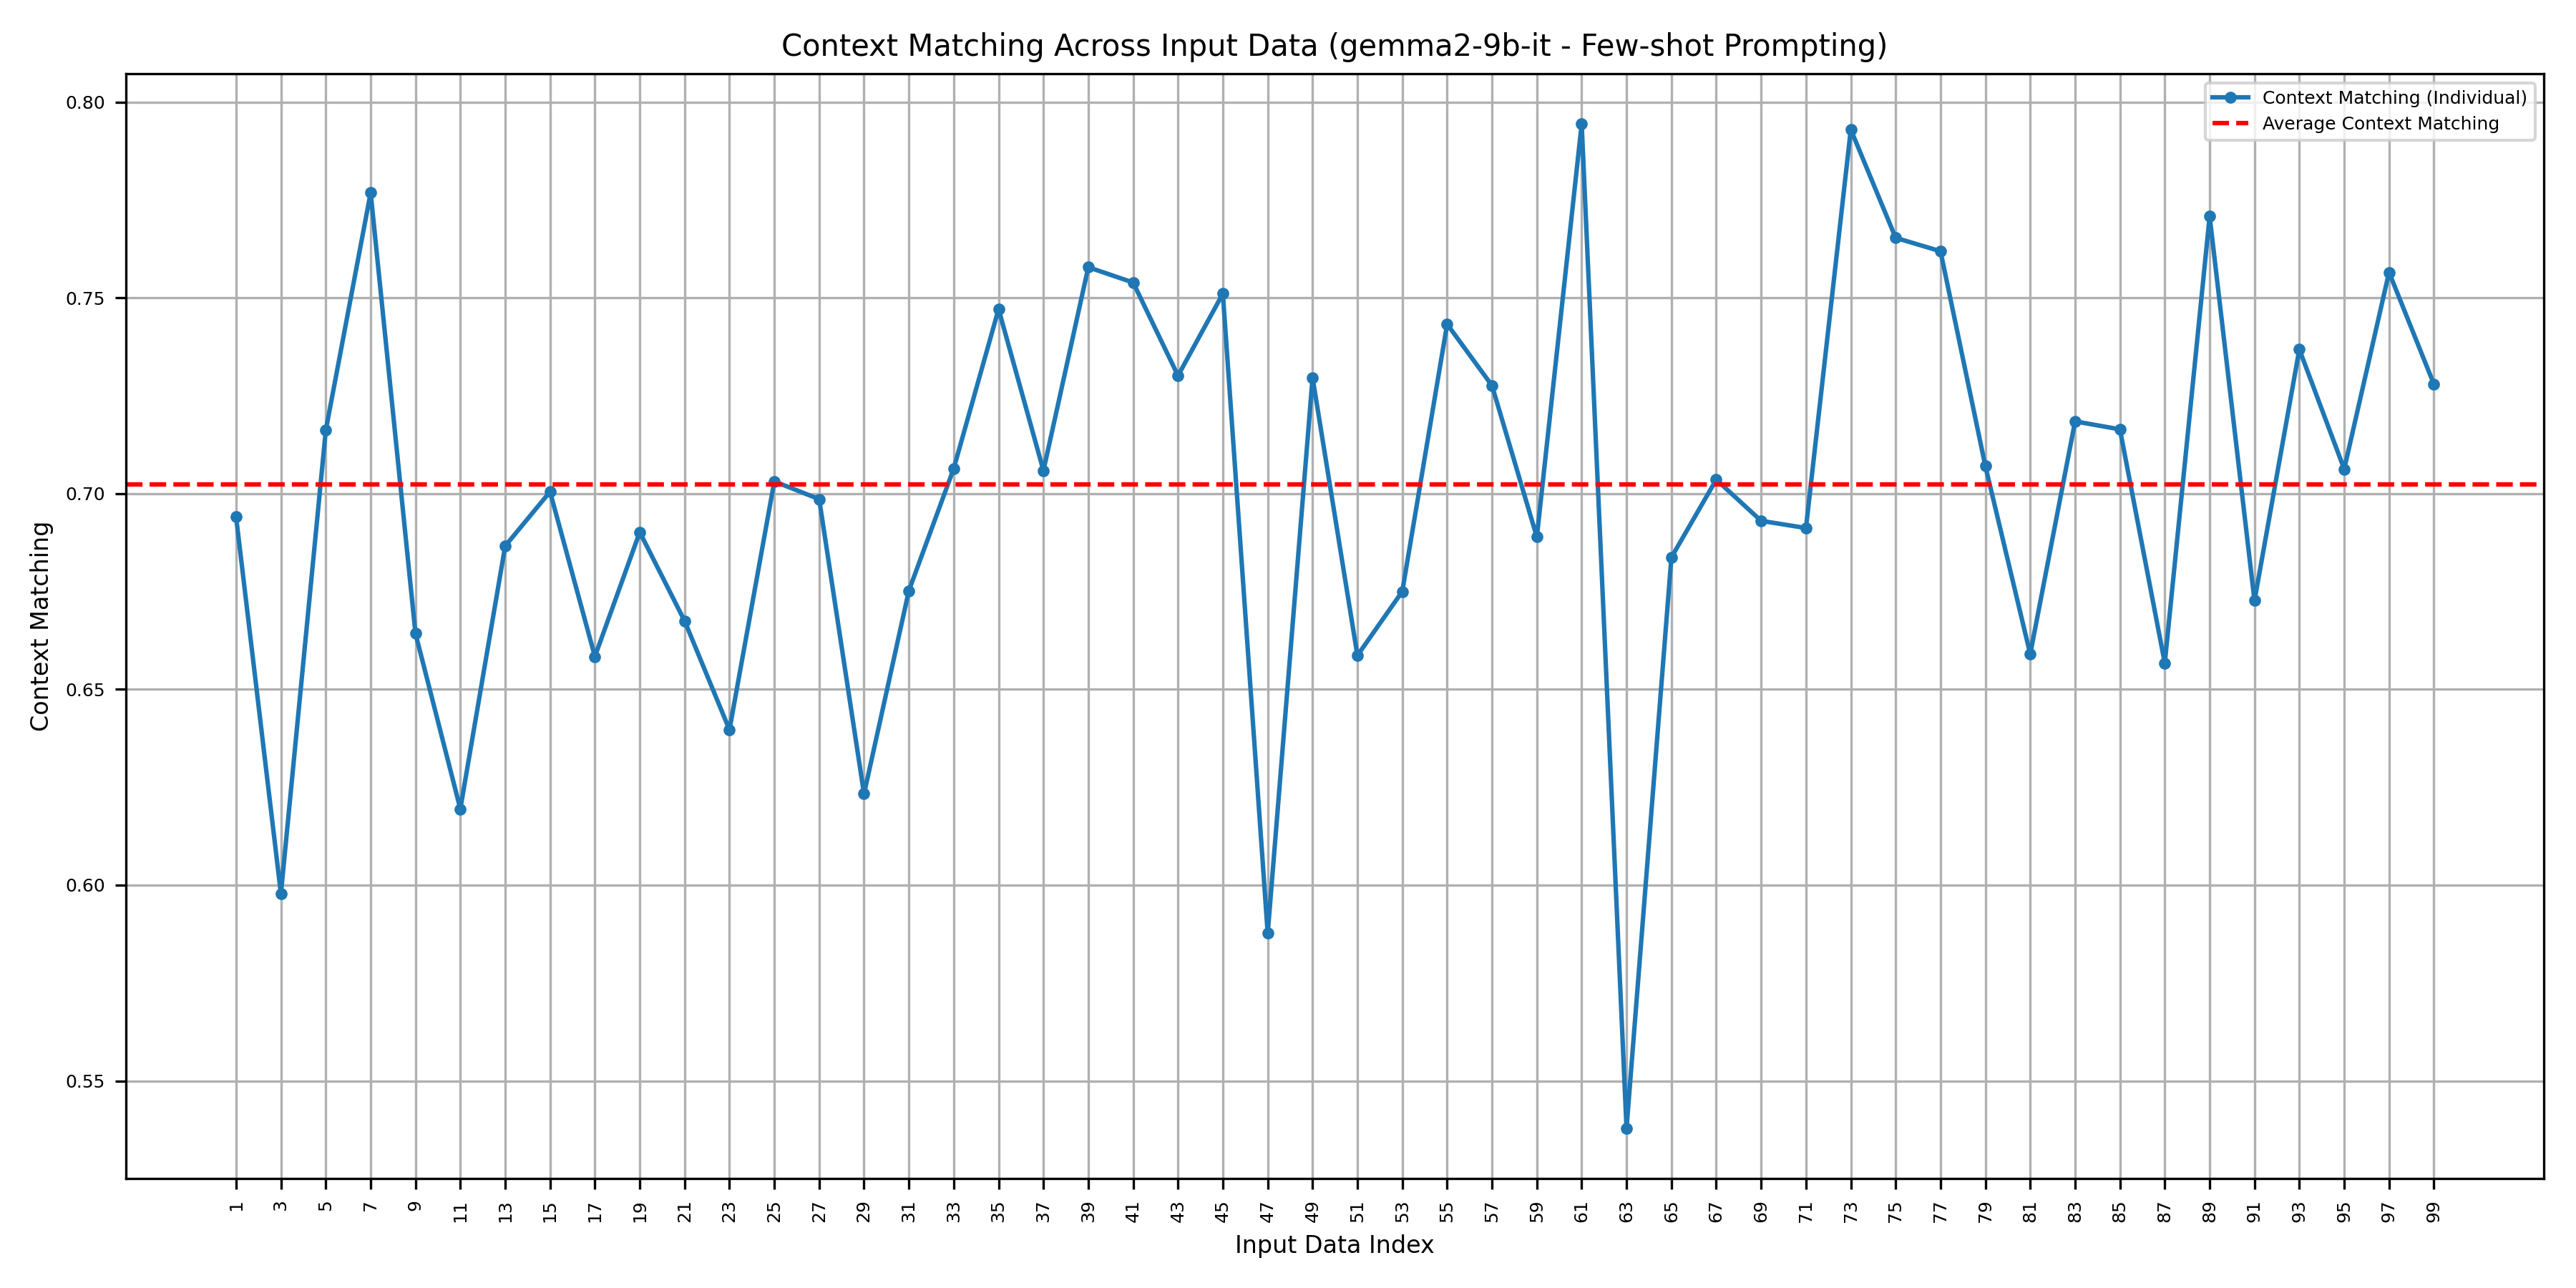 Context Matching Across Input Data (gemma2-9b-it - Few-shot Prompting)
Context Matching (Individual)
Average Context Matching
0.80
0.75
0.70
0.65
0.60
0.55
Context Matching
1 3 5 7 9 11 13 15 17 19 21 23 25 27 29 31 33 35 37 39 41 43 45 47 49 51 53 55 57 59 61 63 65 67 69 71 73 75 77 79 81 83 85 87 89 91 93 95 97 99
Input Data Index